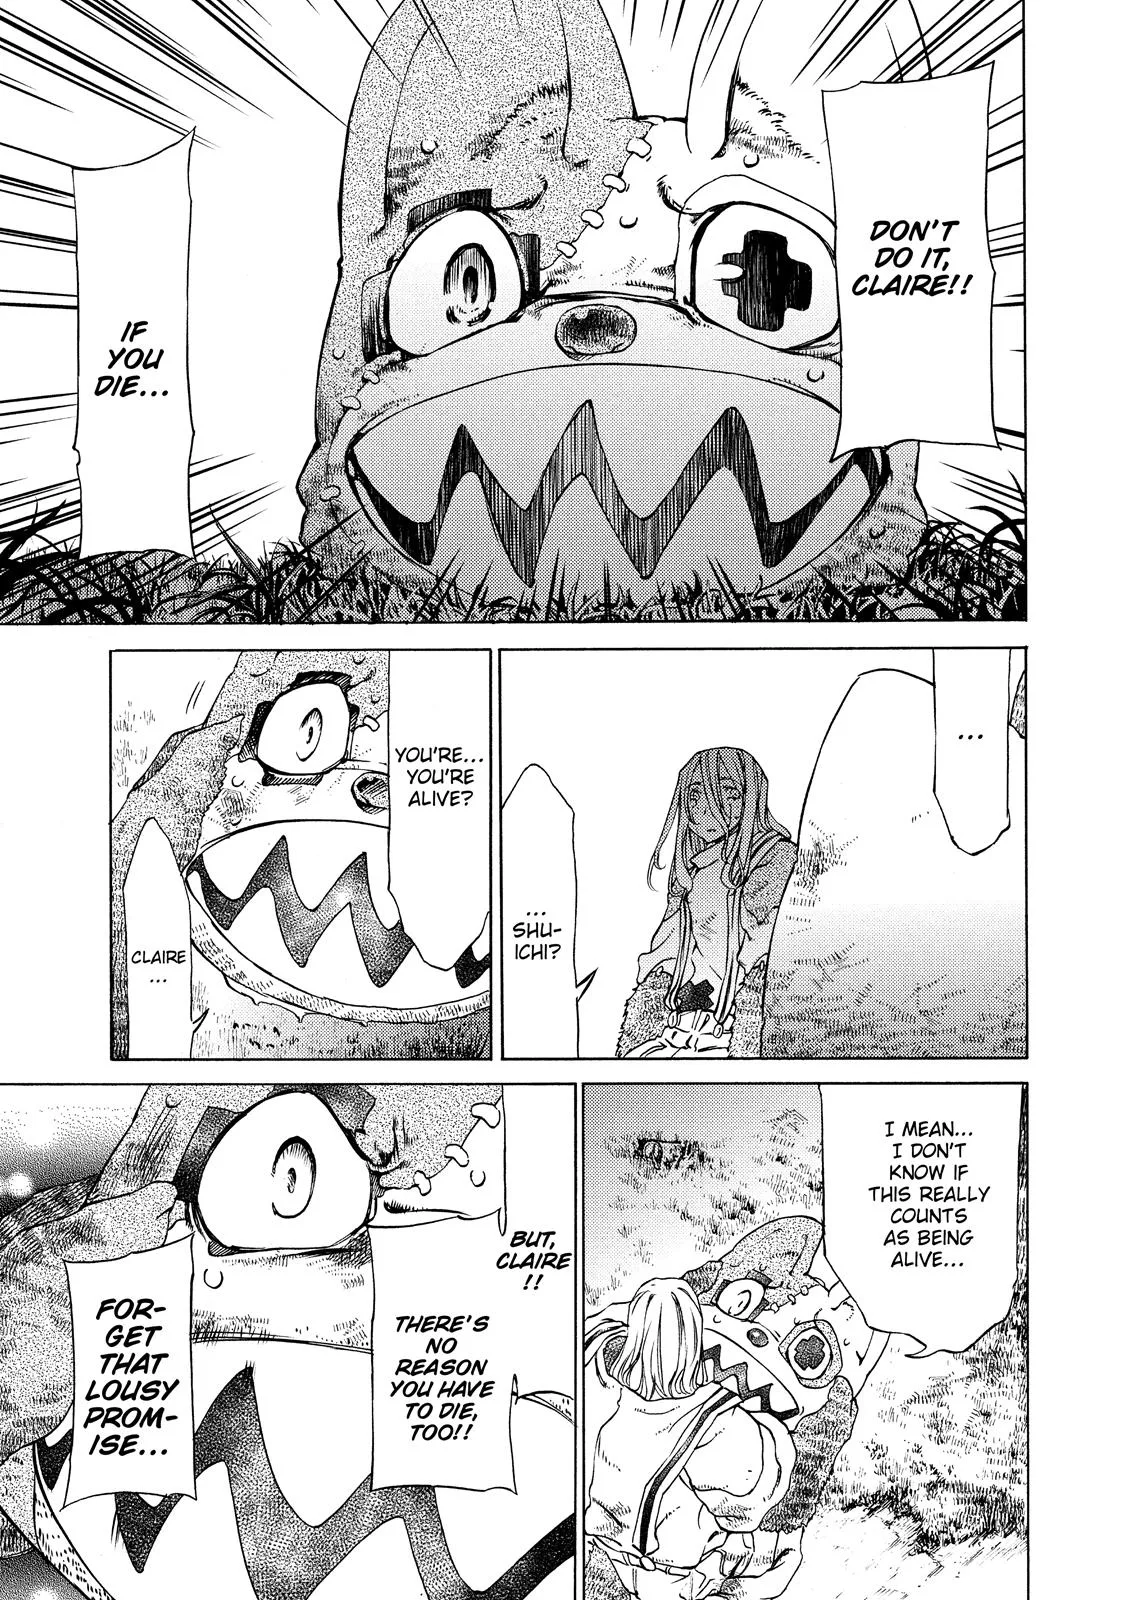 DON'T
DO IT,
CLAIRE!!
IF
YOU
DIE...
...
...
SHU-
ICHI?
YOU'RE...
YOU'RE
ALIVE?
CLAIRE
...
I MEAN...
I DON'T
KNOW IF
THIS REALLY
COUNTS
AS BEING
ALIVE...
BUT,
CLAIRE
!!
THERE'S
NO
REASON
YOU HAVE
TO DIE,
TOO!!
FOR-
GET THAT
LOUSY
PROM-
ISE...